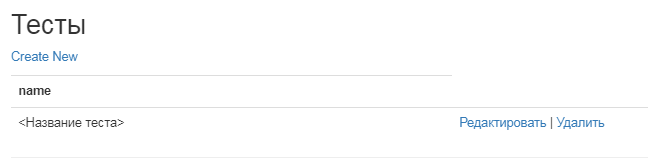 Тесты
Create New
name
<Название теста> Редактировать | Удалить